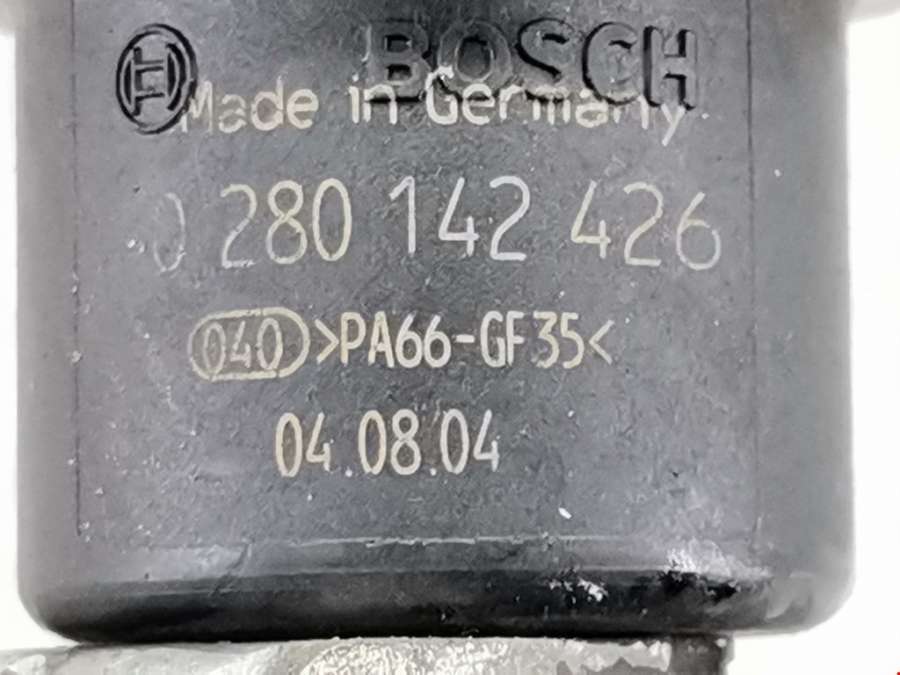 BOSCH
Made in Germany
0 280 142 426
040 >PA66-GF35<
04.08.04